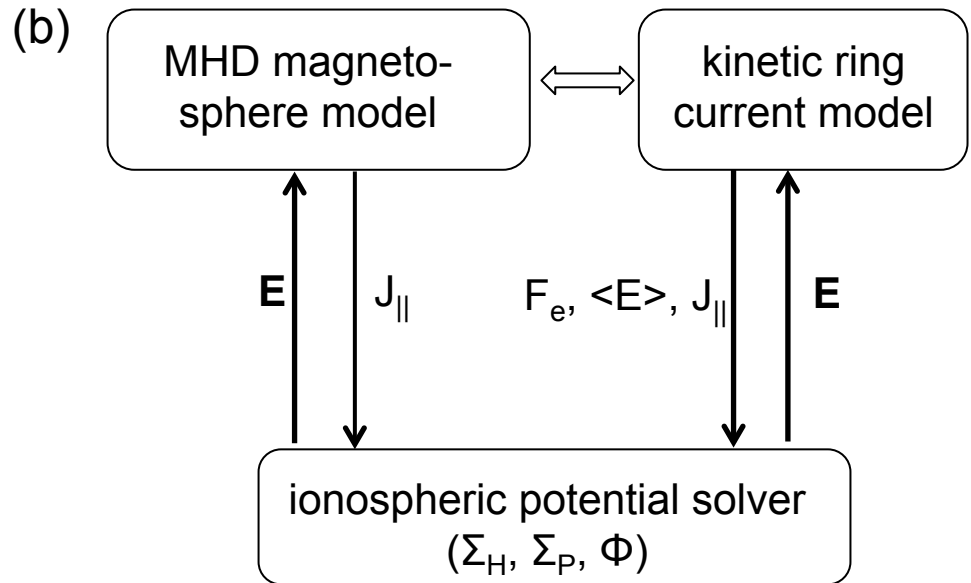 (b)
MHD magneto-
sphere model
kinetic ring
current model
E
J||
Fe, <E>, J||
E
ionospheric potential solver
(ΣH, ΣP, Φ)